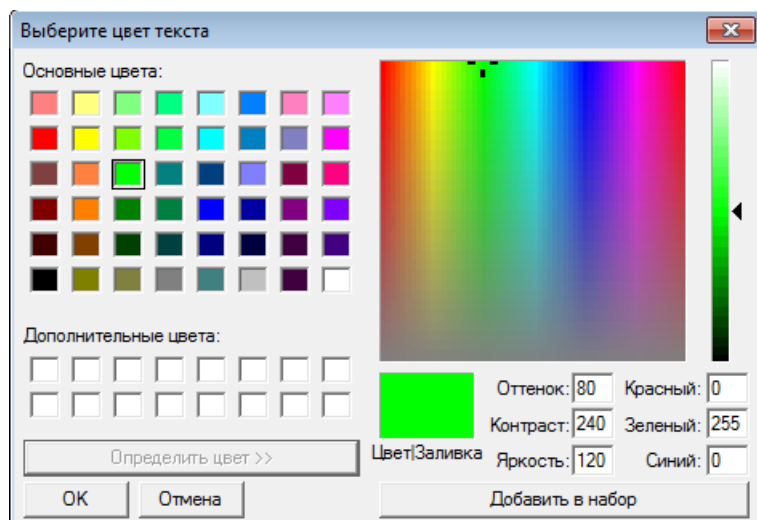 Выберите цвет текста
Основные цвета:
Дополнительные цвета:
Определить цвет >>
OK
Отмена
Цвет|Заливка
Оттенок: 80
Красный: 0
Контраст: 240
Зеленый: 255
Яркость: 120
Синий: 0
Добавить в набор